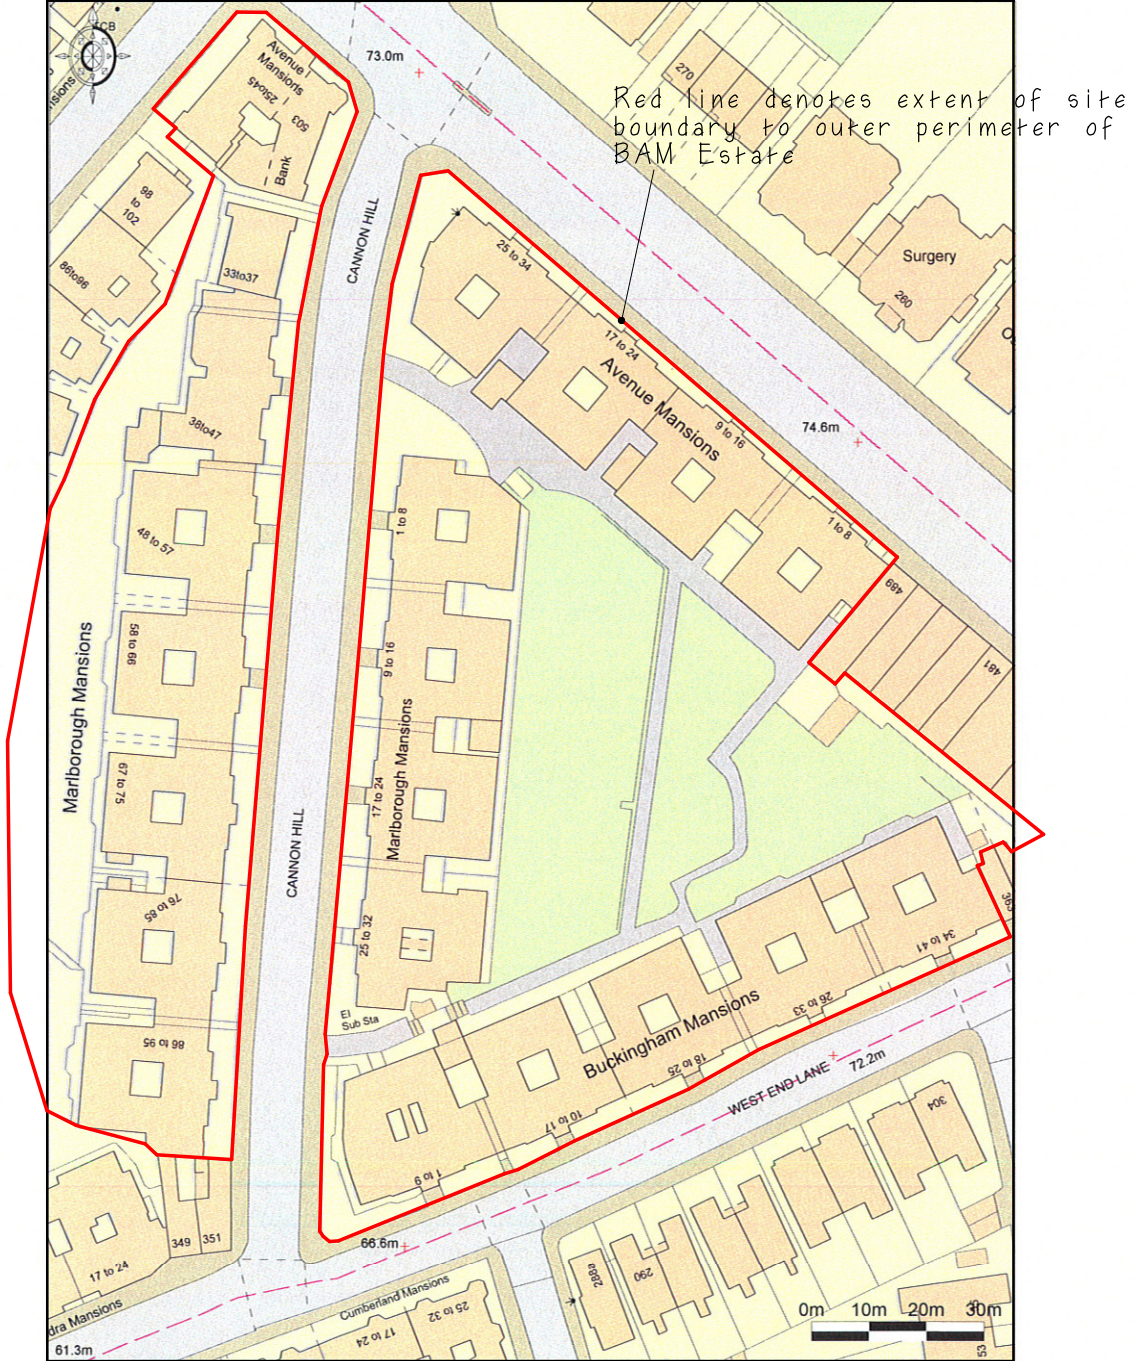 TCB
73.0m
270
Red line denotes extent of site
boundary to outer perimeter of
BAM Estate
Avenue
Mansions
25to45
503
Bank
98
to
102
86to96
33to37
CANNON HILL
25 to 34
Surgery
260
17 to 24
Avenue Mansions
9 to 16
74.6m
38to47
1 to 8
1 to 8
48 to 57
489
481
58 to 66
9 to 16
Marlborough Mansions
Marlborough Mansions
67 to 75
17 to 24
CANNON HILL
76 to 85
25 to 32
34 to 41
El
Sub Sta
26 to 33
Buckingham Mansions
86 to 95
18 to 25
WEST END LANE
72.2m
10 to 17
304
1 to 9
66.6m
349
351
17 to 24
288a
290
Cumberland Mansions
25 to 32
17 to 24
dra Mansions
61.3m
0m 10m 20m 30m
53